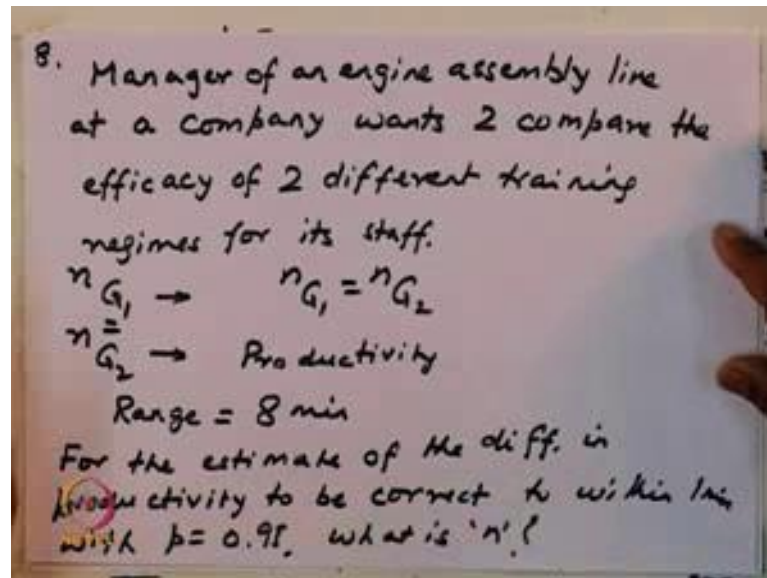 8. Manager of an engine assembly line
at a company wants 2 compare the
efficacy of 2 different training
regimes for its staff.
n G₁ → n G₁ = n G₂
=
n G₂ → Productivity
Range = 8 min
For the estimate of the diff. in
productivity to be correct to within 1 min
with p = 0.95, what is 'n'?